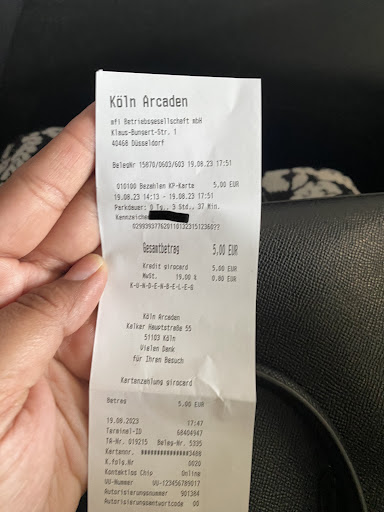 Köln Arcaden
mfi Betriebsgesellschaft mbH
Klaus-Bungert-Str. 1
40468 Düsseldorf
BelegNr 15870/0603/603 19.08.23 17:51
010100 Bezahlen KP-Karte 5,00 EUR
19.08.23 14:13 - 19.08.23 17:51
Parkdauer: 0 Tg., 3 Std., 37 Min.
Kennzeichen
Gesamtbetrag 5,00 EUR
Kredit girocard 5,00 EUR
MwSt. 19,00 % 0,80 EUR
K-U-N-D-E-N-B-E-L-E-G
Köln Arcaden
Kalker Hauptstraße 55
51103 Köln
Vielen Dank
für Ihren Besuch
Kartenzahlung girocard
Betrag 5,00 EUR
19.08.2023 17:47
Terminal-ID 68404947
TA-Nr. 019215 Beleg-Nr. 5335
Kartennr. 3408
K.folg.Nr 0020
Kontaktlos Chip Online
VU-Nummer VU-123456789017
Autorisierungsnummer 901384
Autorisierungsantwortcode 00